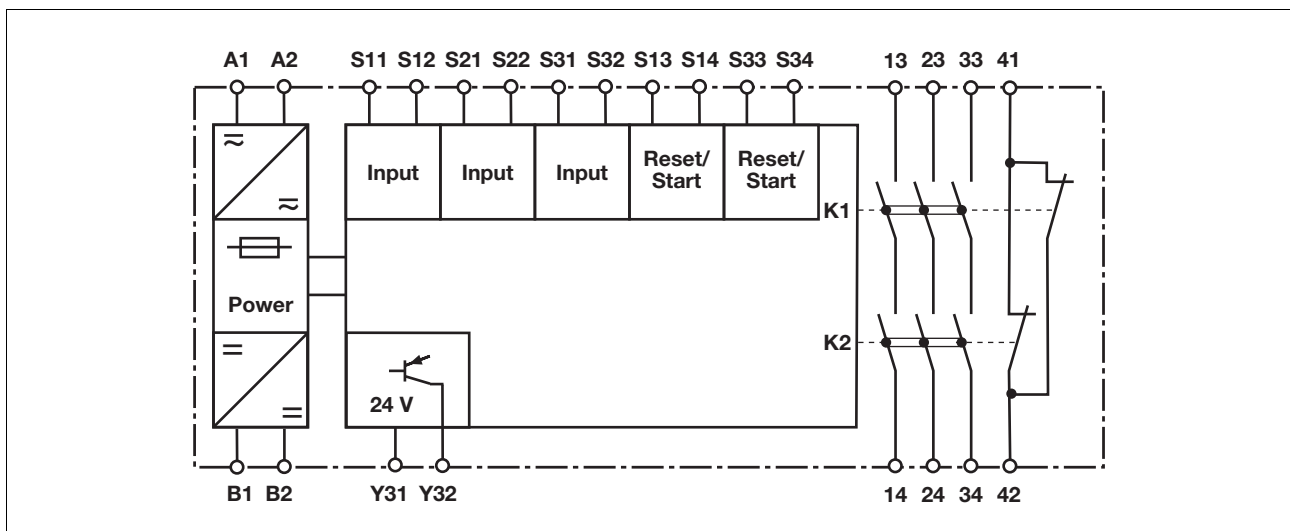 A1 A2 S11 S12 S21 S22 S31 S32 S13 S14 S33 S34 13 23 33 41
Input Input Input Reset/ Reset/
Start Start
K1
Power
K2
24 V
B1 B2 Y31 Y32 14 24 34 42